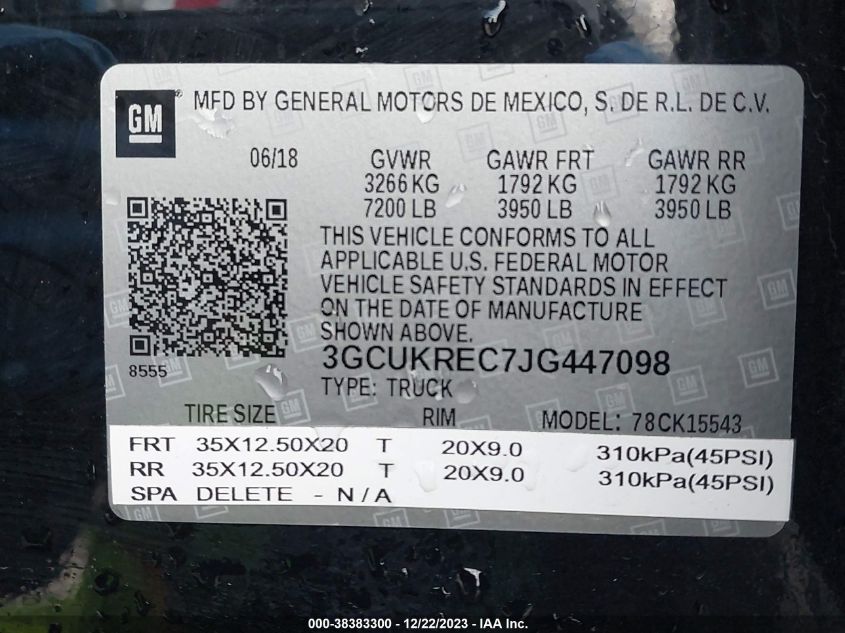 GM ® MFD BY GENERAL MOTORS DE MEXICO, S. DE R.L. DE C.V.
06/18 GVWR GAWR FRT GAWR RR
3266 KG 1792 KG 1792 KG
7200 LB 3950 LB 3950 LB
THIS VEHICLE CONFORMS TO ALL
APPLICABLE U.S. FEDERAL MOTOR
VEHICLE SAFETY STANDARDS IN EFFECT
ON THE DATE OF MANUFACTURE
SHOWN ABOVE.
8555 3GCUKREC7JG447098
TYPE: TRUCK
TIRE SIZE RIM MODEL: 78CK15543
FRT 35X12.50X20 T 20X9.0 310kPa(45PSI)
RR 35X12.50X20 T 20X9.0 310kPa(45PSI)
SPA DELETE - N/A
000-38383300 - 12/22/2023 - IAA Inc.